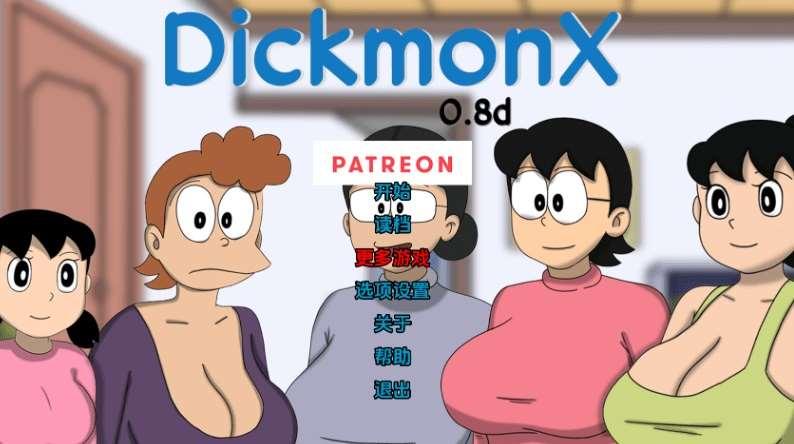 DickmonX
0.8d
PATREON
开始
读档
更多游戏
选项设置
关于
帮助
退出